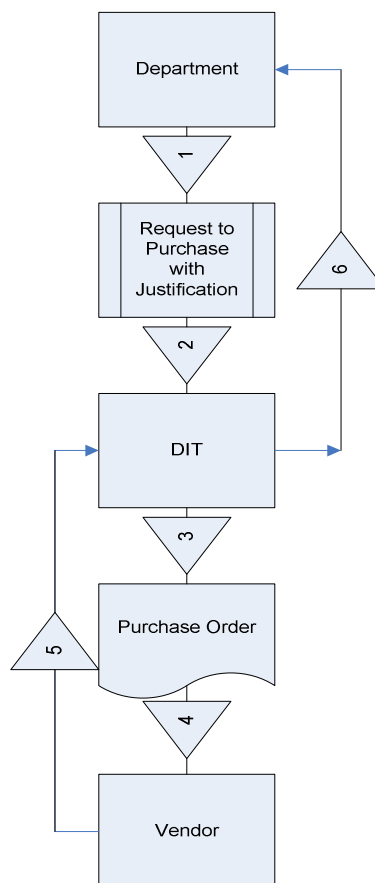 Department
1
Request to
Purchase
with
Justification
2
6
DIT
3
Purchase Order
5
4
Vendor